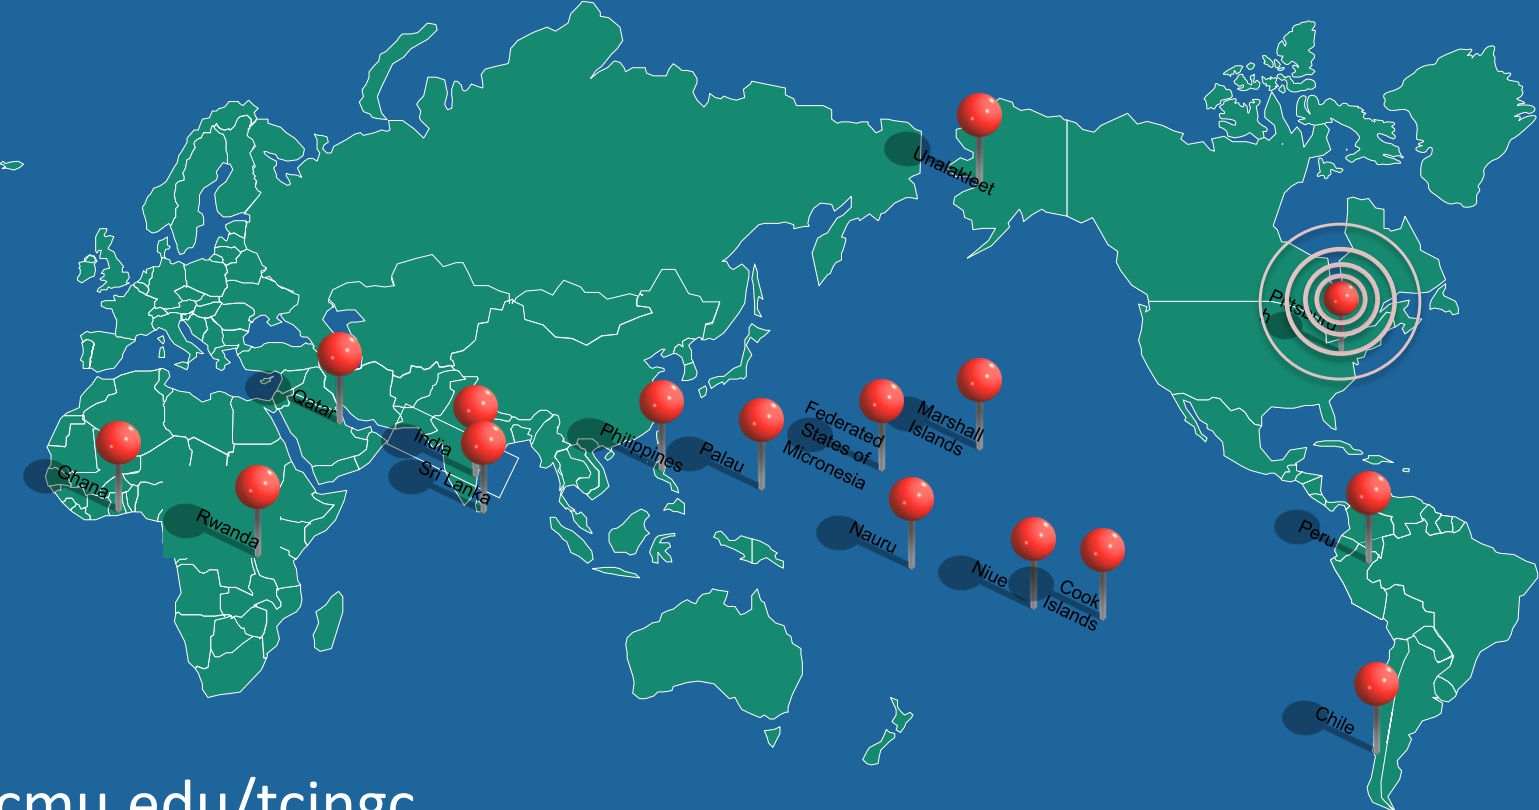 Unalakleet
Qatar
Ghana
Rwanda
India
Sri Lanka
Philippines
Palau
Federated
States of
Micronesia
Marshall
Islands
Nauru
Niue
Cook
Islands
Peru
Chile
cmu.edu/tcingc